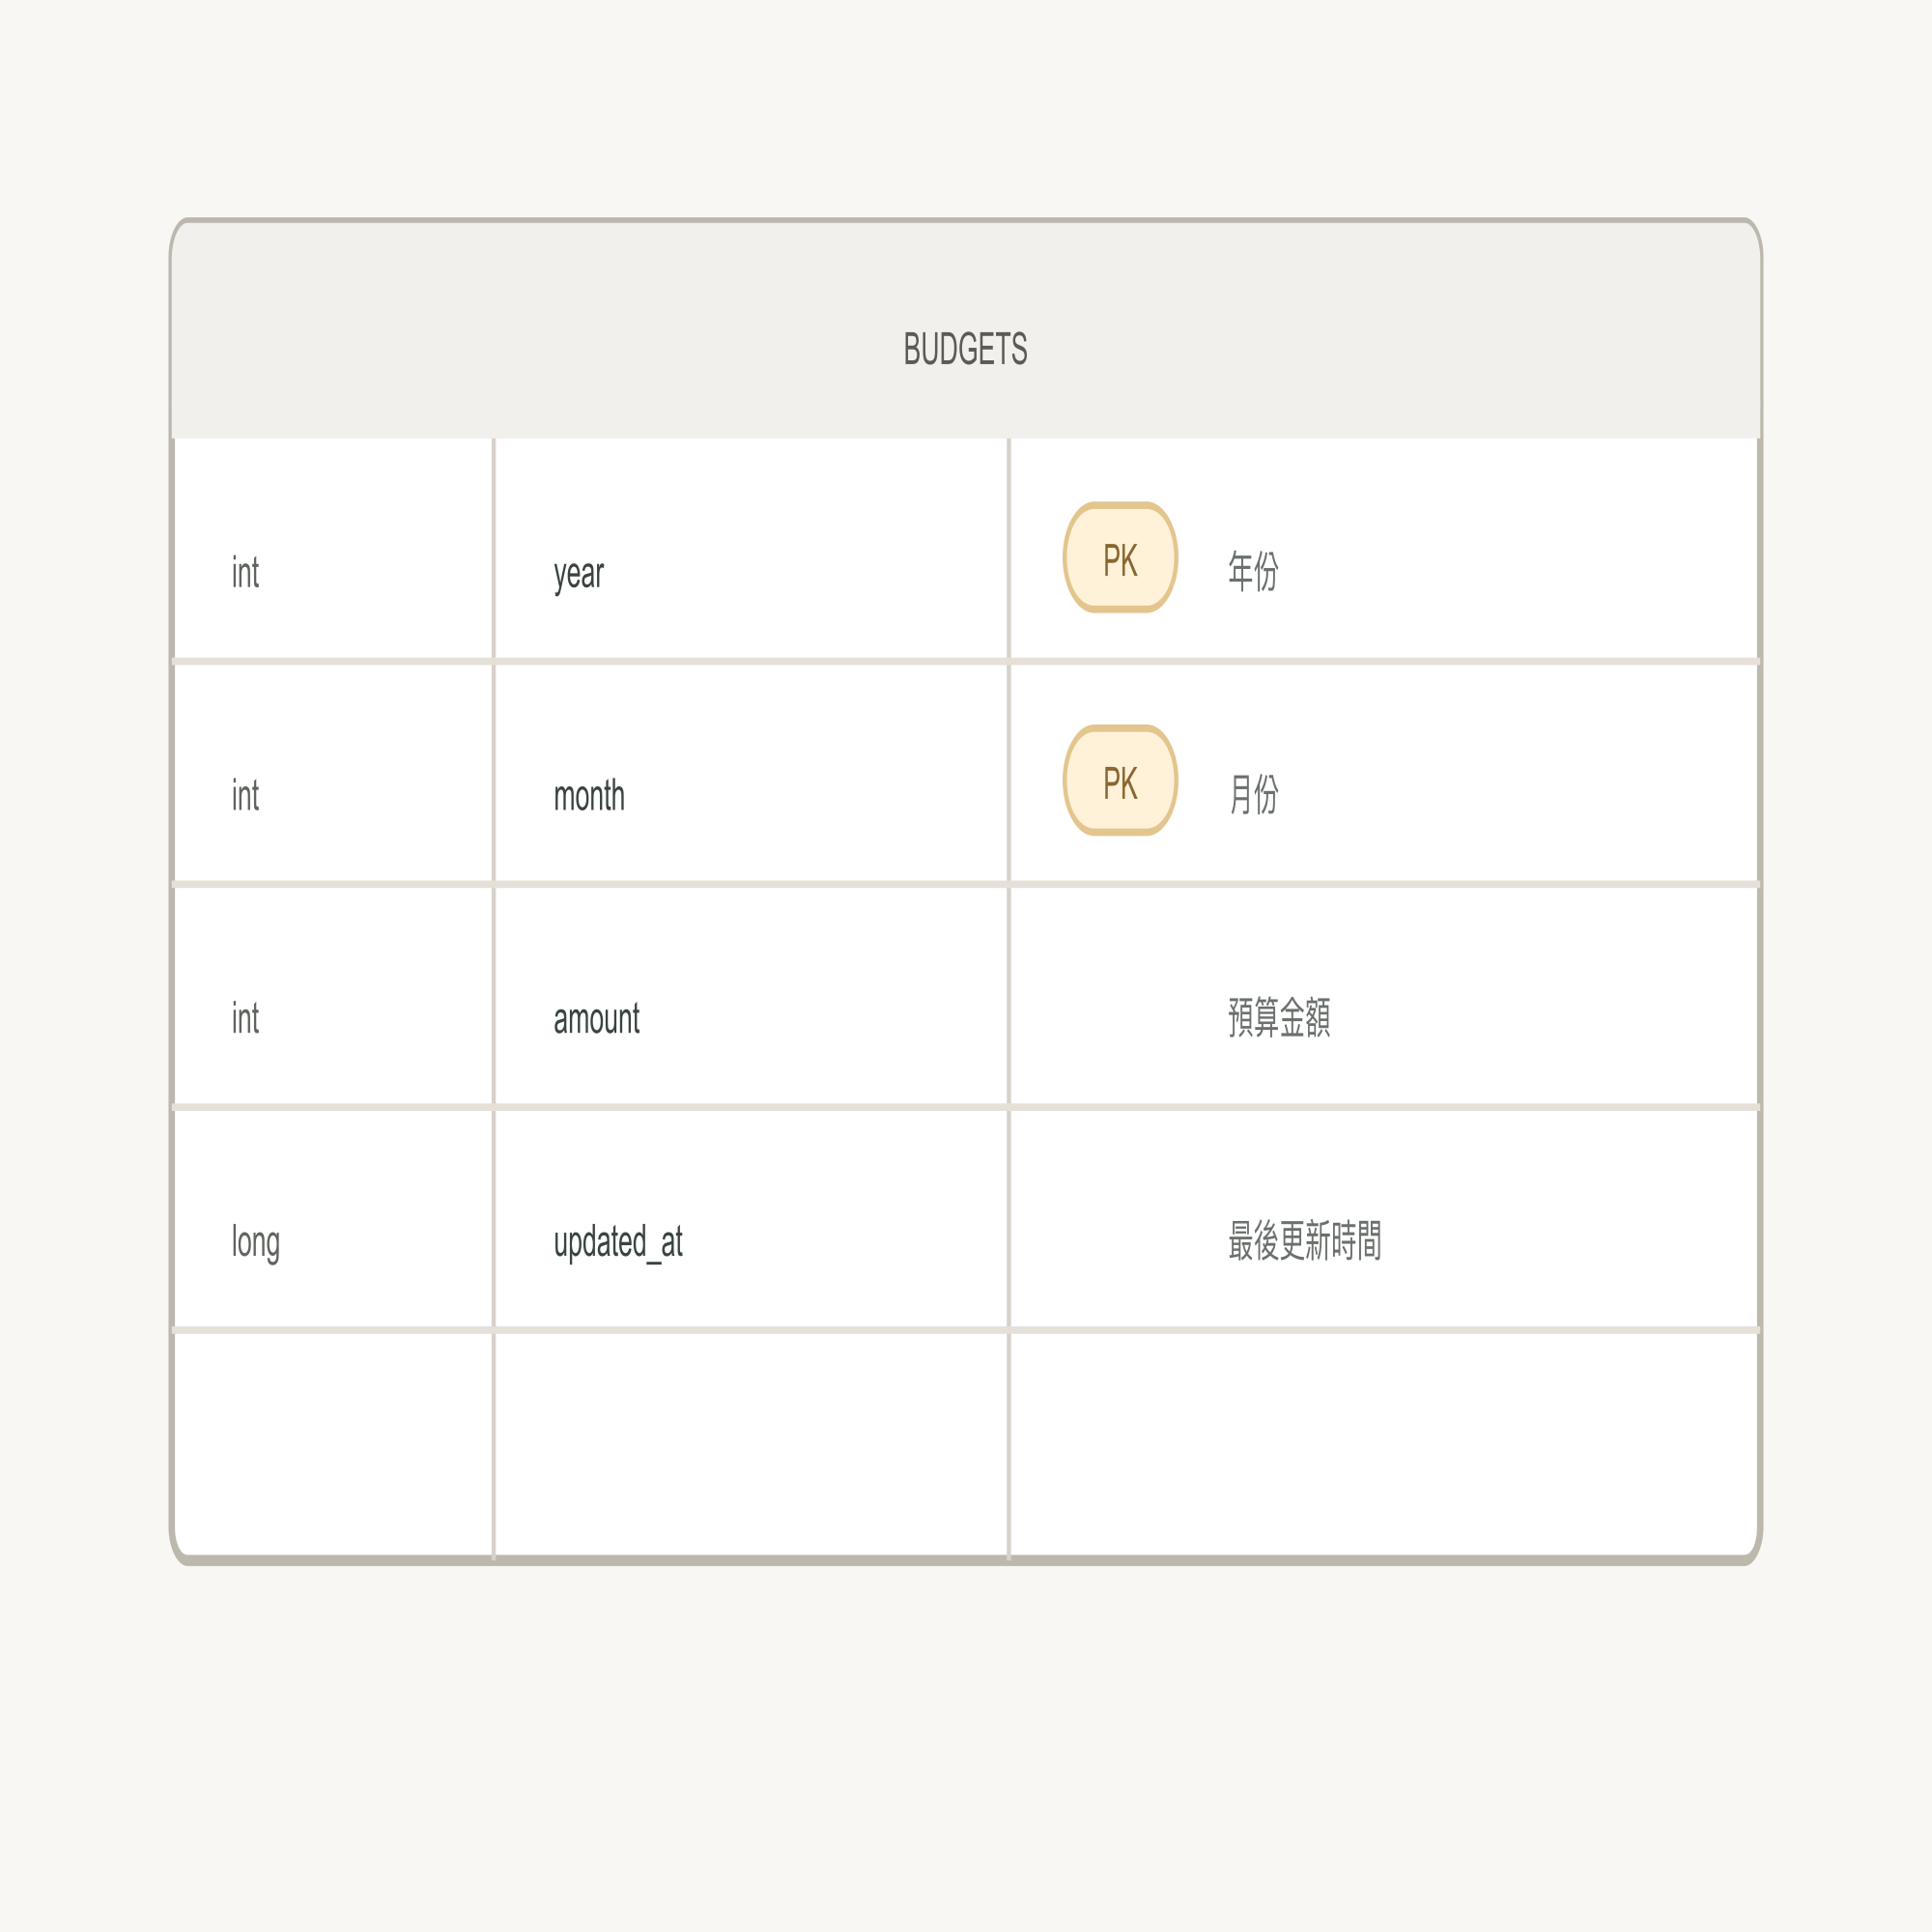 BUDGETS
int year PK 年份
int month PK 月份
int amount 預算金額
long updated_at 最後更新時間